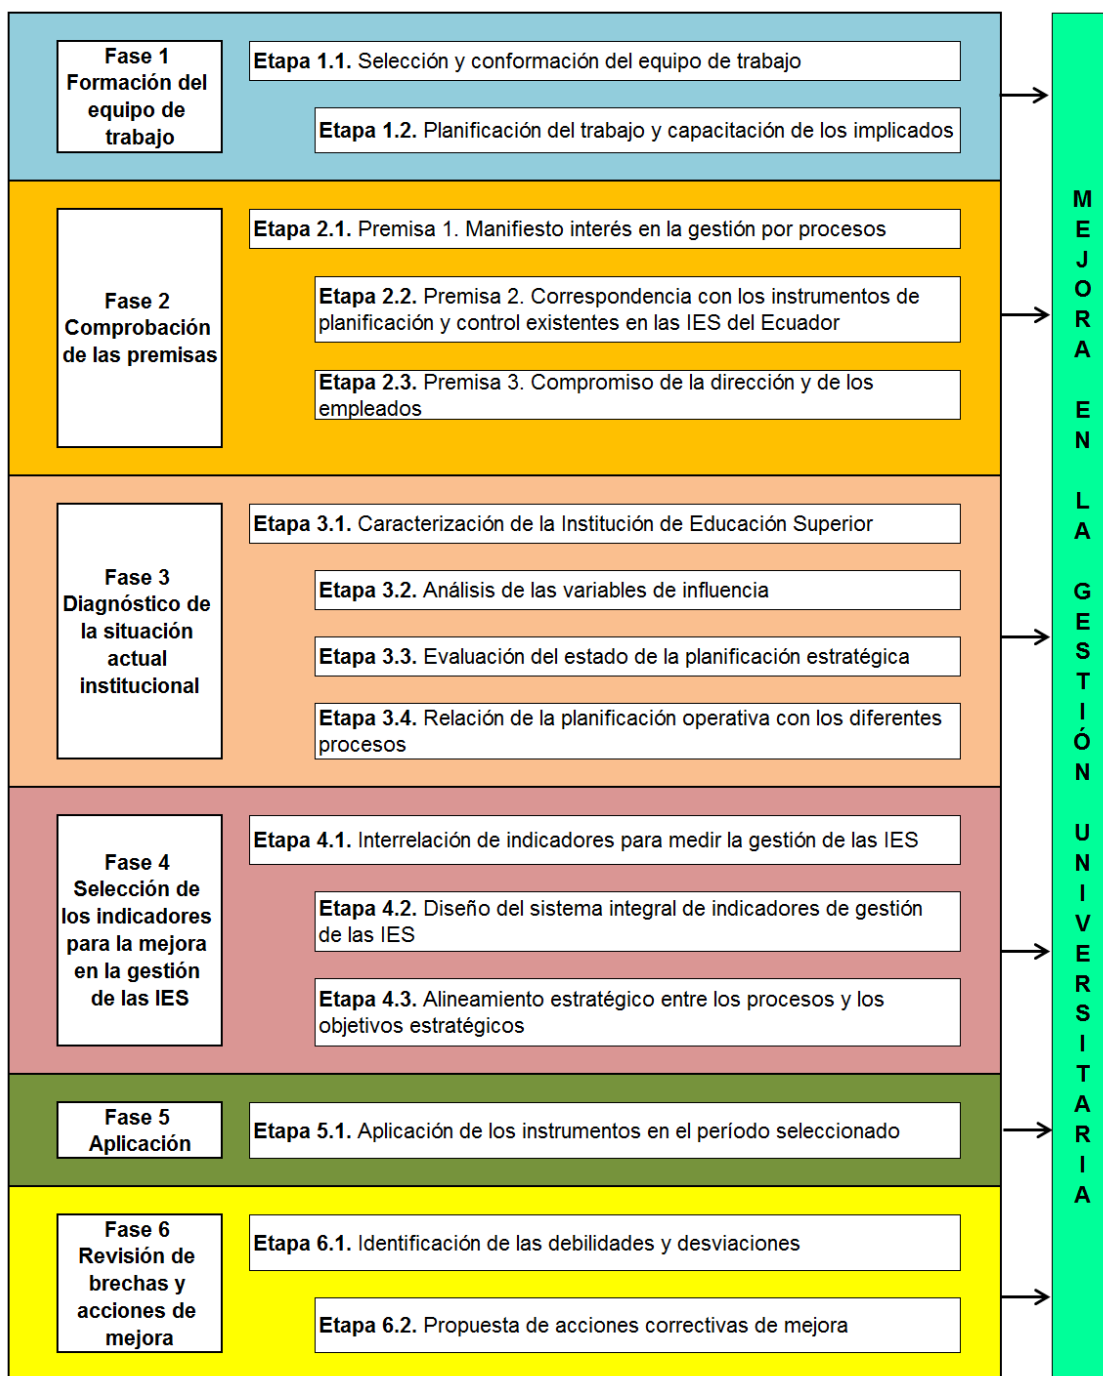 Fase 1
Formación del
equipo de
trabajo
Etapa 1.1. Selección y conformación del equipo de trabajo
Etapa 1.2. Planificación del trabajo y capacitación de los implicados
Fase 2
Comprobación
de las premisas
Etapa 2.1. Premisa 1. Manifiesto interés en la gestión por procesos
Etapa 2.2. Premisa 2. Correspondencia con los instrumentos de
planificación y control existentes en las IES del Ecuador
Etapa 2.3. Premisa 3. Compromiso de la dirección y de los
empleados
Fase 3
Diagnóstico de
la situación
actual
institucional
Etapa 3.1. Caracterización de la Institución de Educación Superior
Etapa 3.2. Análisis de las variables de influencia
Etapa 3.3. Evaluación del estado de la planificación estratégica
Etapa 3.4. Relación de la planificación operativa con los diferentes
procesos
Fase 4
Selección de
los indicadores
para la mejora
en la gestión
de las IES
Etapa 4.1. Interrelación de indicadores para medir la gestión de las IES
Etapa 4.2. Diseño del sistema integral de indicadores de gestión
de las IES
Etapa 4.3. Alineamiento estratégico entre los procesos y los
objetivos estratégicos
Fase 5
Aplicación
Etapa 5.1. Aplicación de los instrumentos en el período seleccionado
Fase 6
Revisión de
brechas y
acciones de
mejora
Etapa 6.1. Identificación de las debilidades y desviaciones
Etapa 6.2. Propuesta de acciones correctivas de mejora
MEJORA EN LA GESTIÓN UNIVERSITARIA